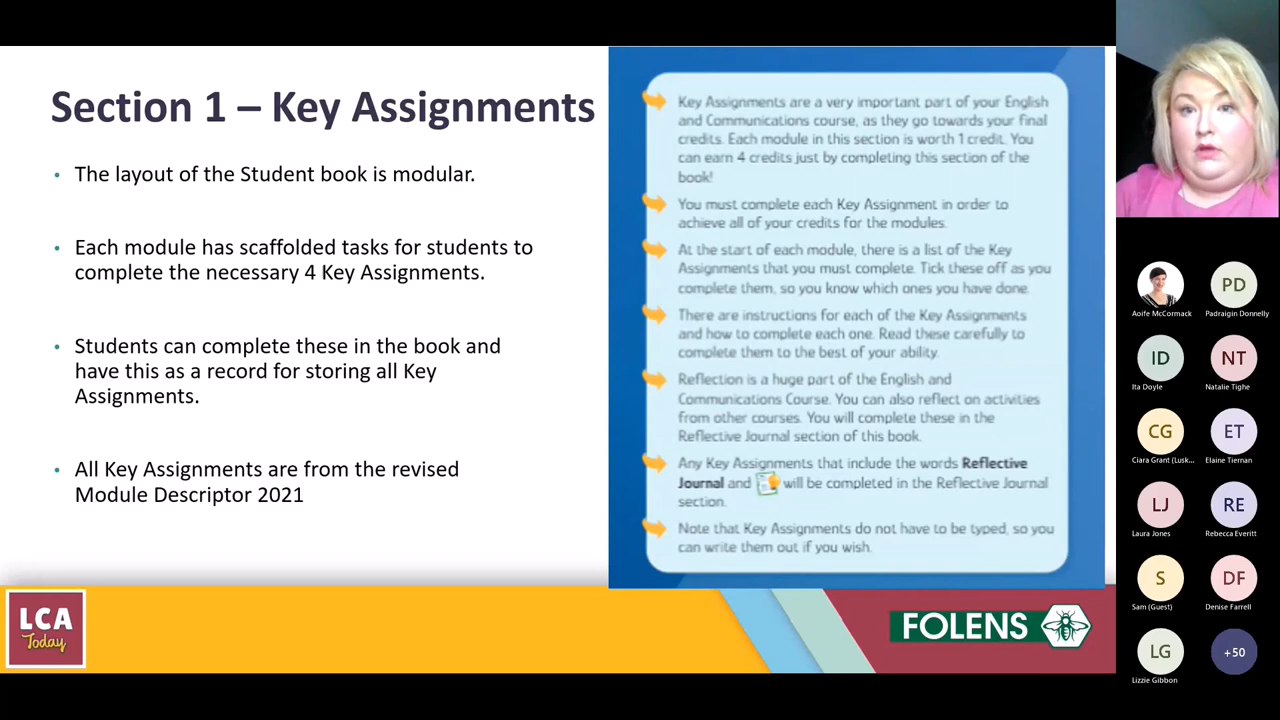 Section 1 – Key Assignments
• The layout of the Student book is modular.
• Each module has scaffolded tasks for students to
complete the necessary 4 Key Assignments.
• Students can complete these in the book and
have this as a record for storing all Key
Assignments.
• All Key Assignments are from the revised
Module Descriptor 2021
Key Assignments are a very important part of your English
and Communications course, as they go towards your final
credits. Each module in this section is worth 1 credit. You
can earn 4 credits just by completing this section of the
book!
You must complete each Key Assignment in order to
achieve all of your credits for the modules.
At the start of each module, there is a list of the Key
Assignments that you must complete. Tick these off as you
complete them, so you know which ones you have done.
There are instructions for each of the Key Assignments
and how to complete each one. Read these carefully to
complete them to the best of your ability.
Reflection is a huge part of the English and
Communications Course. You can also reflect on activities
from other courses. You will complete these in the
Reflective Journal section of this book.
Any Key Assignments that include the words Reflective
Journal and will be completed in the Reflective Journal
section.
Note that Key Assignments do not have to be typed, so you
can write them out if you wish.
LCA
Today
FOLENS
Aoife McCormack
PD
Padraigin Donnelly
ID
Ita Doyle
NT
Natalie Tighe
CG
Ciara Grant (Lusk...
ET
Elaine Tiernan
LJ
Laura Jones
RE
Rebecca Everitt
S
Sam (Guest)
DF
Denise Farrell
LG
Lizzie Gibbon
+50